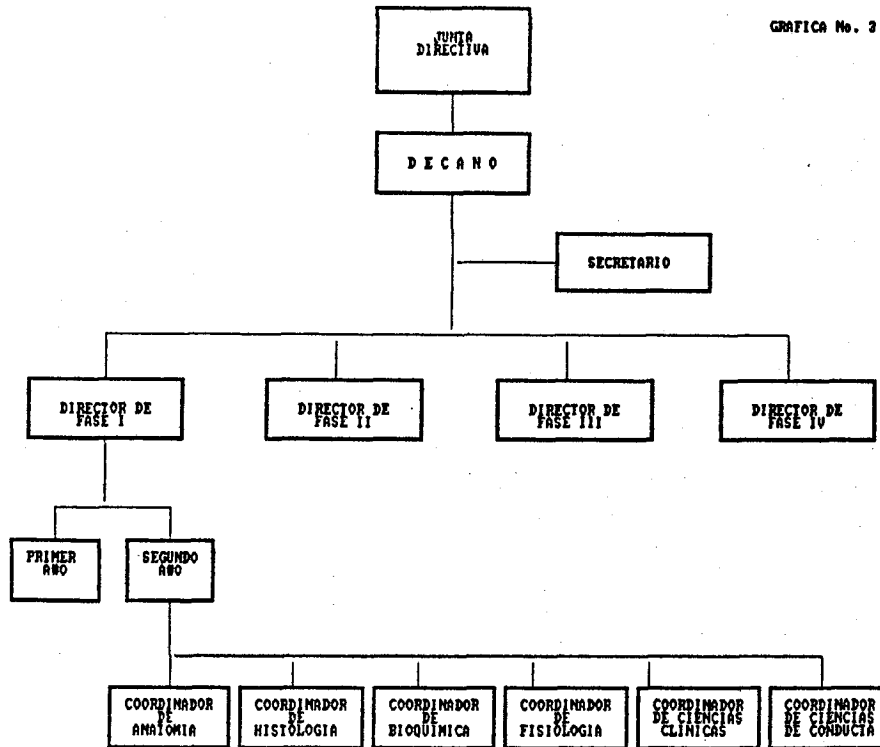 GRAFICA No. 3
JUNTA
DIRECTIVA
D E C A N O
SECRETARIO
DIRECTOR DE
FASE I
DIRECTOR DE
FASE II
DIRECTOR DE
FASE III
DIRECTOR DE
FASE IV
PRIMER
AÑO
SEGUNDO
AÑO
COORDINADOR
DE
ANATOMIA
COORDINADOR
DE
HISTOLOGIA
COORDINADOR
DE
BIOQUIMICA
COORDINADOR
DE
FISIOLOGIA
COORDINADOR
DE CIENCIAS
CLINICAS
COORDINADOR
DE CIENCIAS
DE CONDUCTA